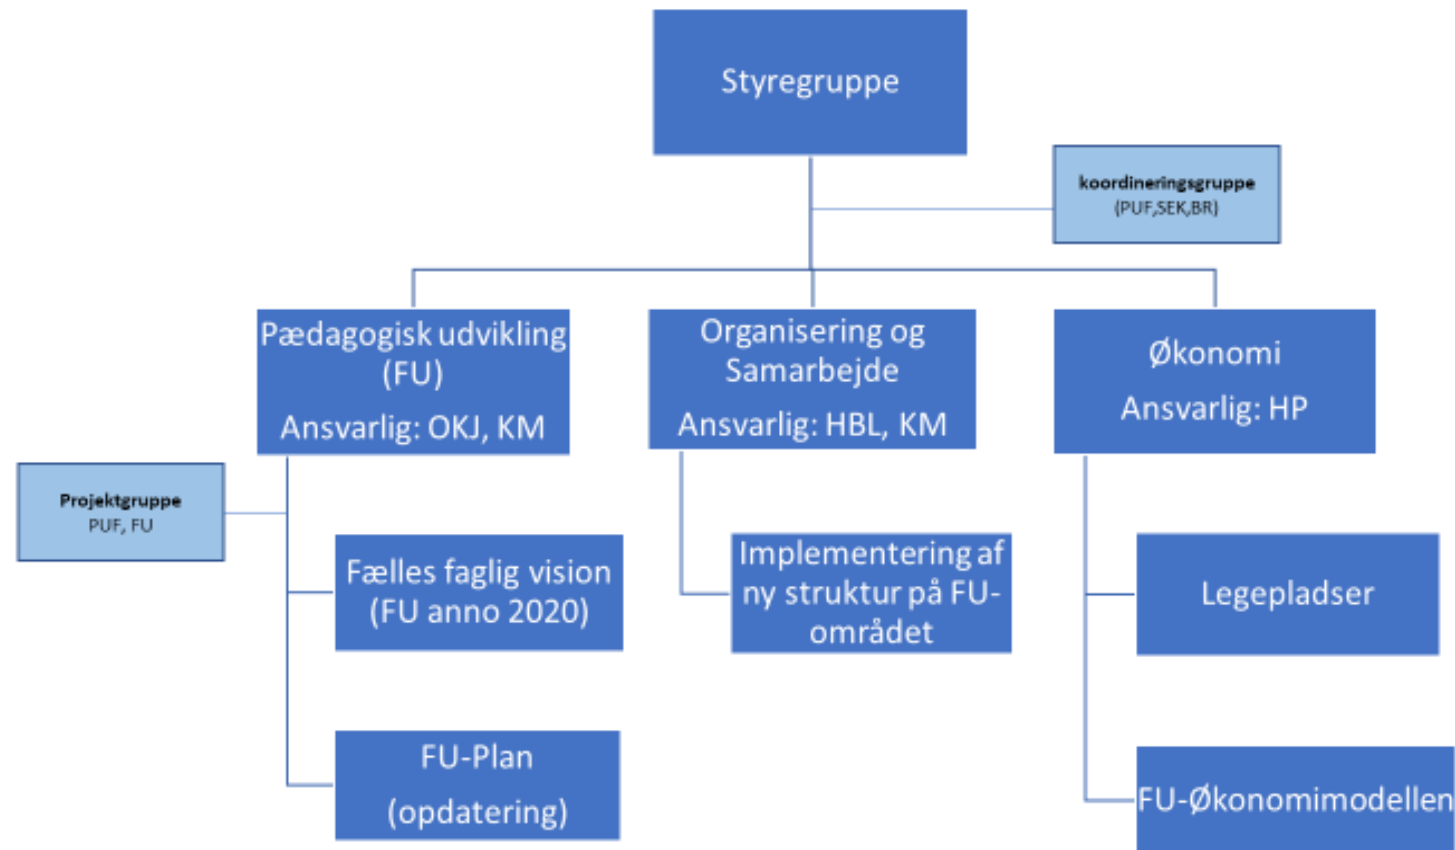 Styregruppe
koordineringsgruppe
(PUF,SEK,BR)
Pædagogisk udvikling
(FU)
Ansvarlig: OKJ, KM
Organisering og
Samarbejde
Ansvarlig: HBL, KM
Økonomi
Ansvarlig: HP
Projektgruppe
PUF, FU
Fælles faglig vision
(FU anno 2020)
Implementering af
ny struktur på FU-
området
Legepladser
FU-Plan
(opdatering)
FU-Økonomimodellen